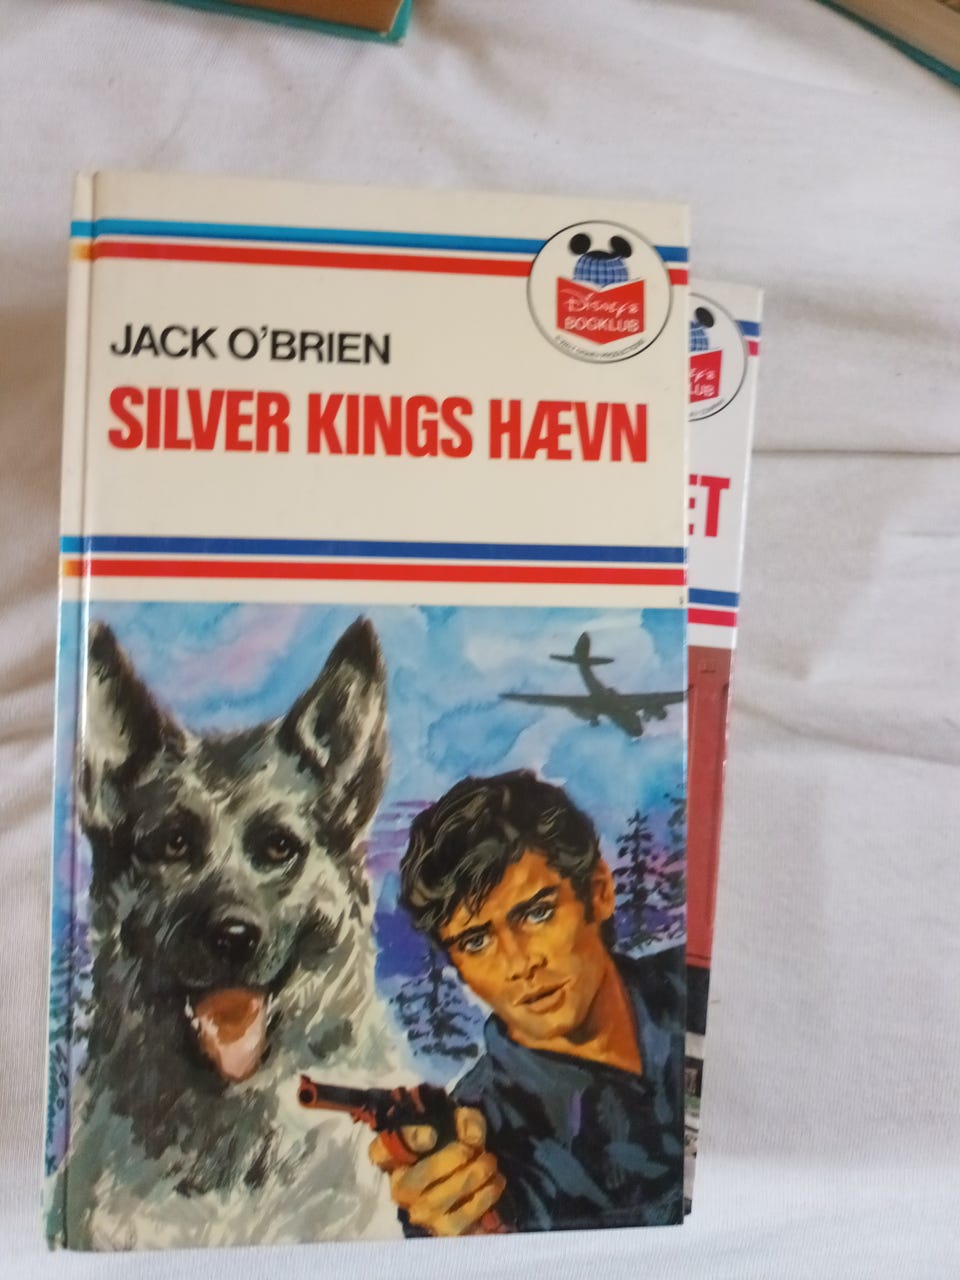 JACK O'BRIEN
SILVER KINGS HÆVN
Disney's
BOGKLUB
ET